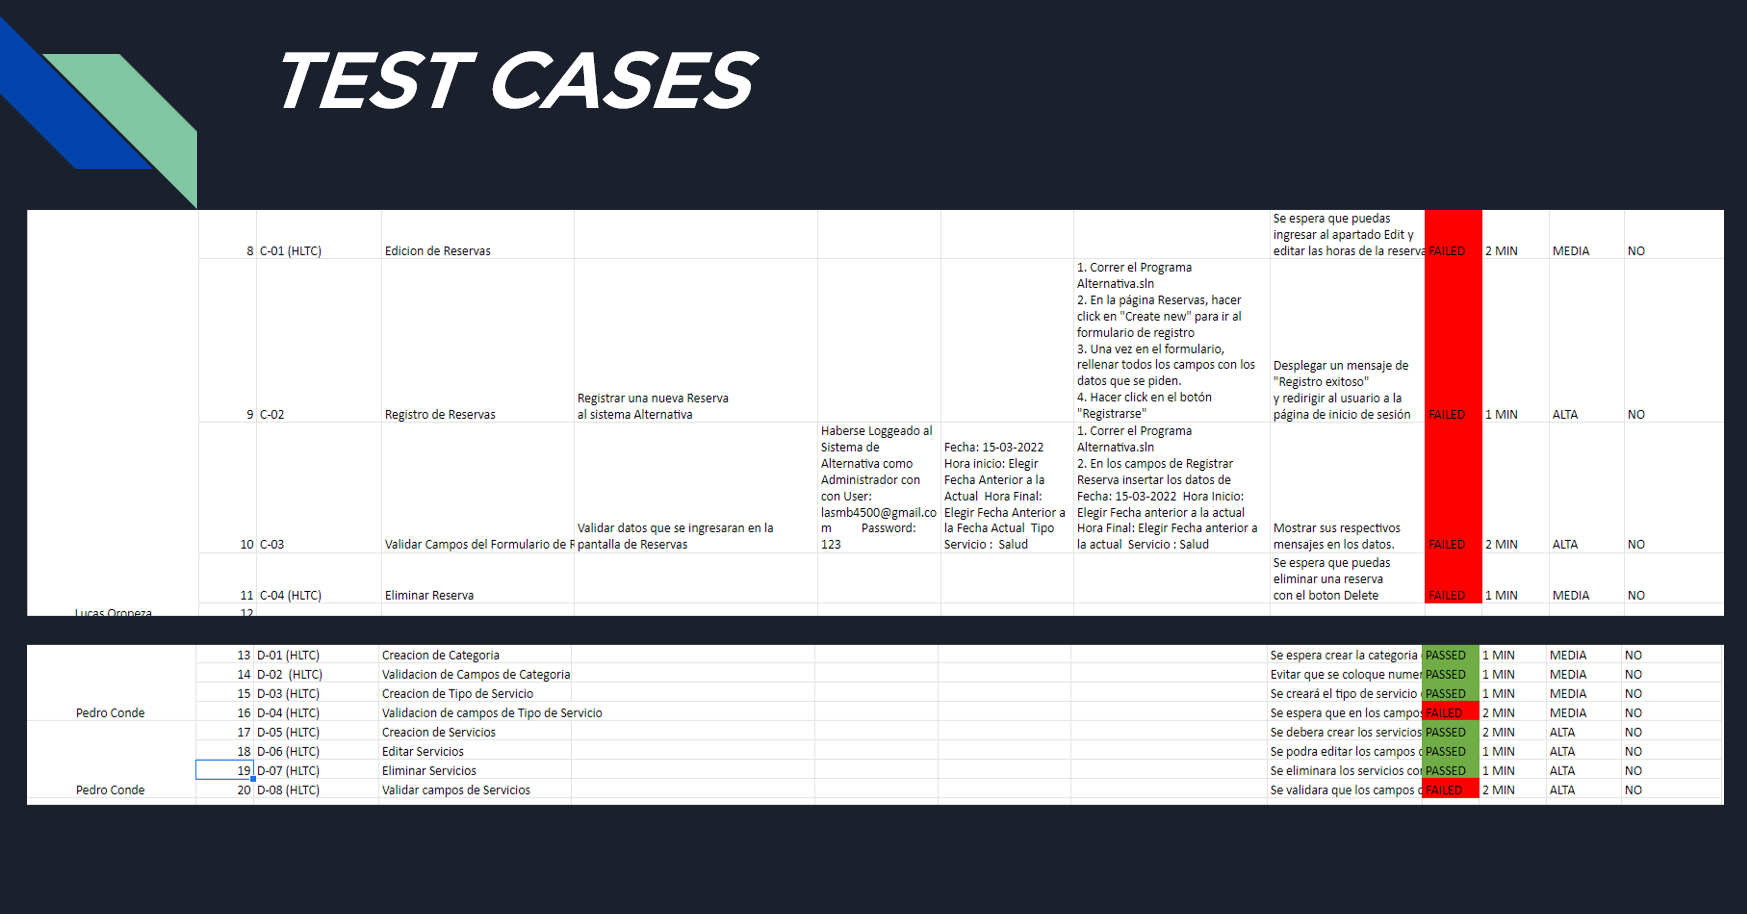 TEST CASES
8 C-01 (HLTC) Edicion de Reservas
Se espera que puedas
ingresar al apartado Edit y
editar las horas de la reserva
FAILED 2 MIN MEDIA NO
9 C-02 Registro de Reservas
Registrar una nueva Reserva
al sistema Alternativa
1. Correr el Programa
Alternativa.sln
2. En la página Reservas, hacer
click en "Create new" para ir al
formulario de registro
3. Una vez en el formulario,
rellenar todos los campos con los
datos que se piden.
4. Hacer click en el botón
"Registrarse"
Desplegar un mensaje de
"Registro exitoso"
y redirigir al usuario a la
página de inicio de sesión
FAILED 1 MIN ALTA NO
10 C-03 Validar Campos del Formulario de R
Validar datos que se ingresaran en la
pantalla de Reservas
Haberse Loggeado al
Sistema de
Alternativa como
Administrador con
con User:
lasmb4500@gmail.co
m Password:
123
Fecha: 15-03-2022
Hora inicio: Elegir
Fecha Anterior a la
Actual Hora Final:
Elegir Fecha Anterior a
la Fecha Actual Tipo
Servicio : Salud
1. Correr el Programa
Alternativa.sln
2. En los campos de Registrar
Reserva insertar los datos de
Fecha: 15-03-2022 Hora Inicio:
Elegir Fecha anterior a la actual
Hora Final: Elegir Fecha anterior a
la actual Servicio : Salud
Mostrar sus respectivos
mensajes en los datos.
FAILED 2 MIN ALTA NO
11 C-04 (HLTC) Eliminar Reserva
Se espera que puedas
eliminar una reserva
con el boton Delete
FAILED 1 MIN MEDIA NO
Lucas Oropeza 12
13 D-01 (HLTC) Creacion de Categoria Se espera crear la categoria PASSED 1 MIN MEDIA NO
14 D-02 (HLTC) Validacion de Campos de Categoria Evitar que se coloque numer PASSED 1 MIN MEDIA NO
15 D-03 (HLTC) Creacion de Tipo de Servicio Se creará el tipo de servicio PASSED 1 MIN MEDIA NO
Pedro Conde 16 D-04 (HLTC) Validacion de campos de Tipo de Servicio Se espera que en los campos FAILED 2 MIN MEDIA NO
17 D-05 (HLTC) Creacion de Servicios Se debera crear los servicios PASSED 2 MIN ALTA NO
18 D-06 (HLTC) Editar Servicios Se podra editar los campos PASSED 1 MIN ALTA NO
19 D-07 (HLTC) Eliminar Servicios Se eliminara los servicios con PASSED 1 MIN ALTA NO
Pedro Conde 20 D-08 (HLTC) Validar campos de Servicios Se validara que los campos FAILED 2 MIN ALTA NO